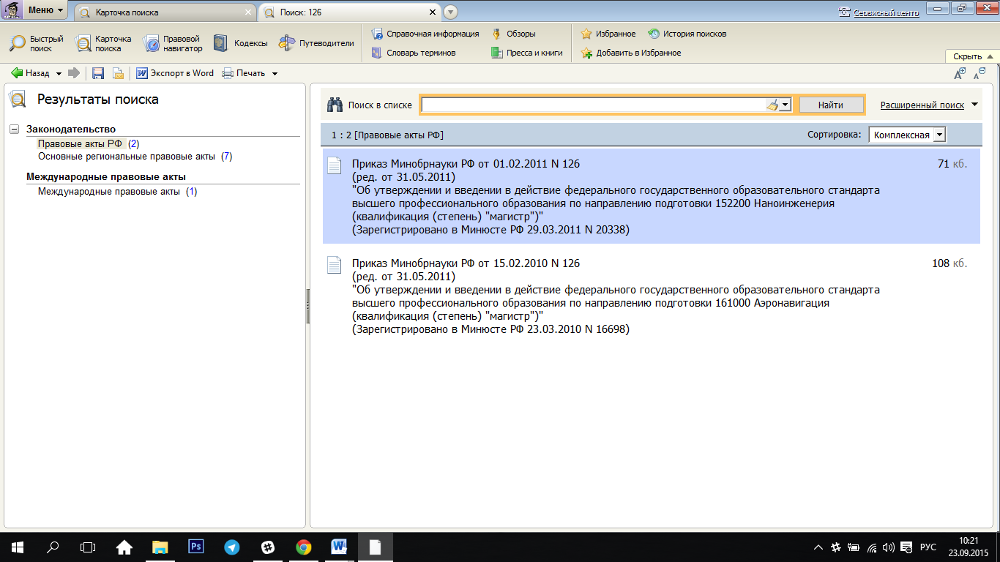 Меню
Карточка поиска
Поиск: 126
Сервисный центр
Быстрый
поиск
Карточка
поиска
Правовой
навигатор
Кодексы
Путеводители
Справочная информация
Словарь терминов
Обзоры
Пресса и книги
Избранное
Добавить в Избранное
История поисков
Скрыть
Назад
Экспорт в Word
Печать
Результаты поиска
Законодательство
Правовые акты РФ (2)
Основные региональные правовые акты (7)
Международные правовые акты
Международные правовые акты (1)
Поиск в списке
Найти
Расширенный поиск
1 : 2 [Правовые акты РФ]
Сортировка: Комплексная
Приказ Минобрнауки РФ от 01.02.2011 N 126 71 кб.
(ред. от 31.05.2011)
"Об утверждении и введении в действие федерального государственного образовательного стандарта
высшего профессионального образования по направлению подготовки 152200 Наноинженерия
(квалификация (степень) "магистр")"
(Зарегистрировано в Минюсте РФ 29.03.2011 N 20338)
Приказ Минобрнауки РФ от 15.02.2010 N 126 108 кб.
(ред. от 31.05.2011)
"Об утверждении и введении в действие федерального государственного образовательного стандарта
высшего профессионального образования по направлению подготовки 161000 Аэронавигация
(квалификация (степень) "магистр")"
(Зарегистрировано в Минюсте РФ 23.03.2010 N 16698)
РУС
10:21
23.09.2015